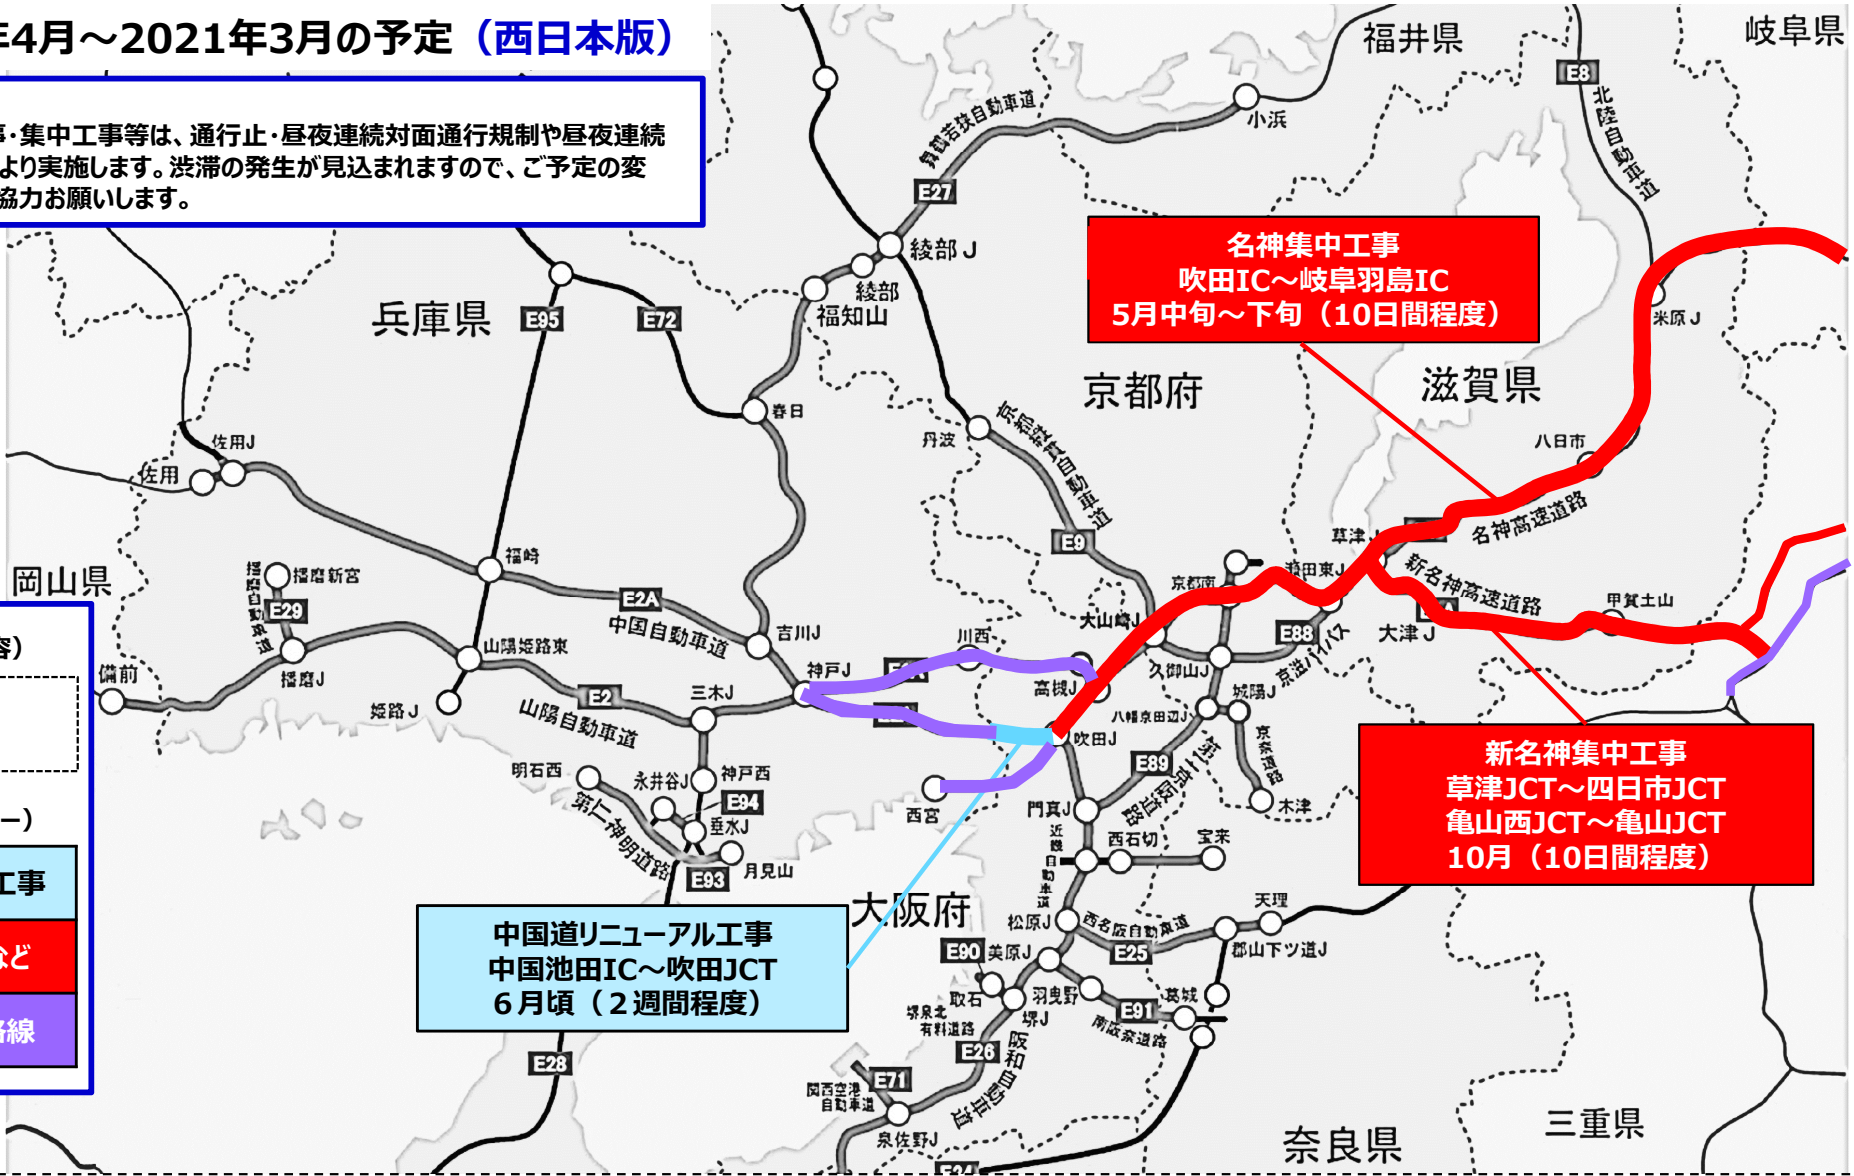 年4月～2021年3月の予定（西日本版）
事・集中工事等は、通行止・昼夜連続対面通行規制や昼夜連続
より実施します。渋滞の発生が見込まれますので、ご予定の変
協力お願いします。
福井県
岐阜県
E8
北陸自動車道
小浜
舞鶴若狭自動車道
E27
綾部J
綾部
福知山
兵庫県
E95
E72
名神集中工事
吹田IC～岐阜羽島IC
5月中旬～下旬（10日間程度）
米原J
京都府
滋賀県
春日
丹波
京都縦貫自動車道
八日市
佐用J
佐用
名神高速道路
E9
草津J
福崎
岡山県
播磨新宮
播磨自動車道
E29
E2A
中国自動車道
京都南
瀬田東J
新名神高速道路
甲賀土山
大津J
大山崎J
E88
京滋バイパス
吉川J
川西
神戸J
久御山J
山陽姫路東
播磨J
備前
高槻J
城陽J
姫路J
E2
三木J
山陽自動車道
八幡京田辺J
吹田J
第二京阪道路
京奈道路
E89
木津
明石西
永井谷J
神戸西
E94
西宮
門真J
垂水J
第二神明道路
月見山
E93
近畿自動車道
西石切
宝来
新名神集中工事
草津JCT～四日市JCT
亀山西JCT～亀山JCT
10月（10日間程度）
容）
ー）
工事
など
路線
大阪府
中国道リニューアル工事
中国池田IC～吹田JCT
６月頃（２週間程度）
松原J
西名阪自動車道
天理
E25
郡山下ツ道J
E90
美原J
取石
羽曳野
葛城
E91
堺泉北
有料道路
堺J
南阪奈道路
E26
阪和自動車道
E28
関西空港
自動車道
E71
泉佐野J
E24
奈良県
三重県